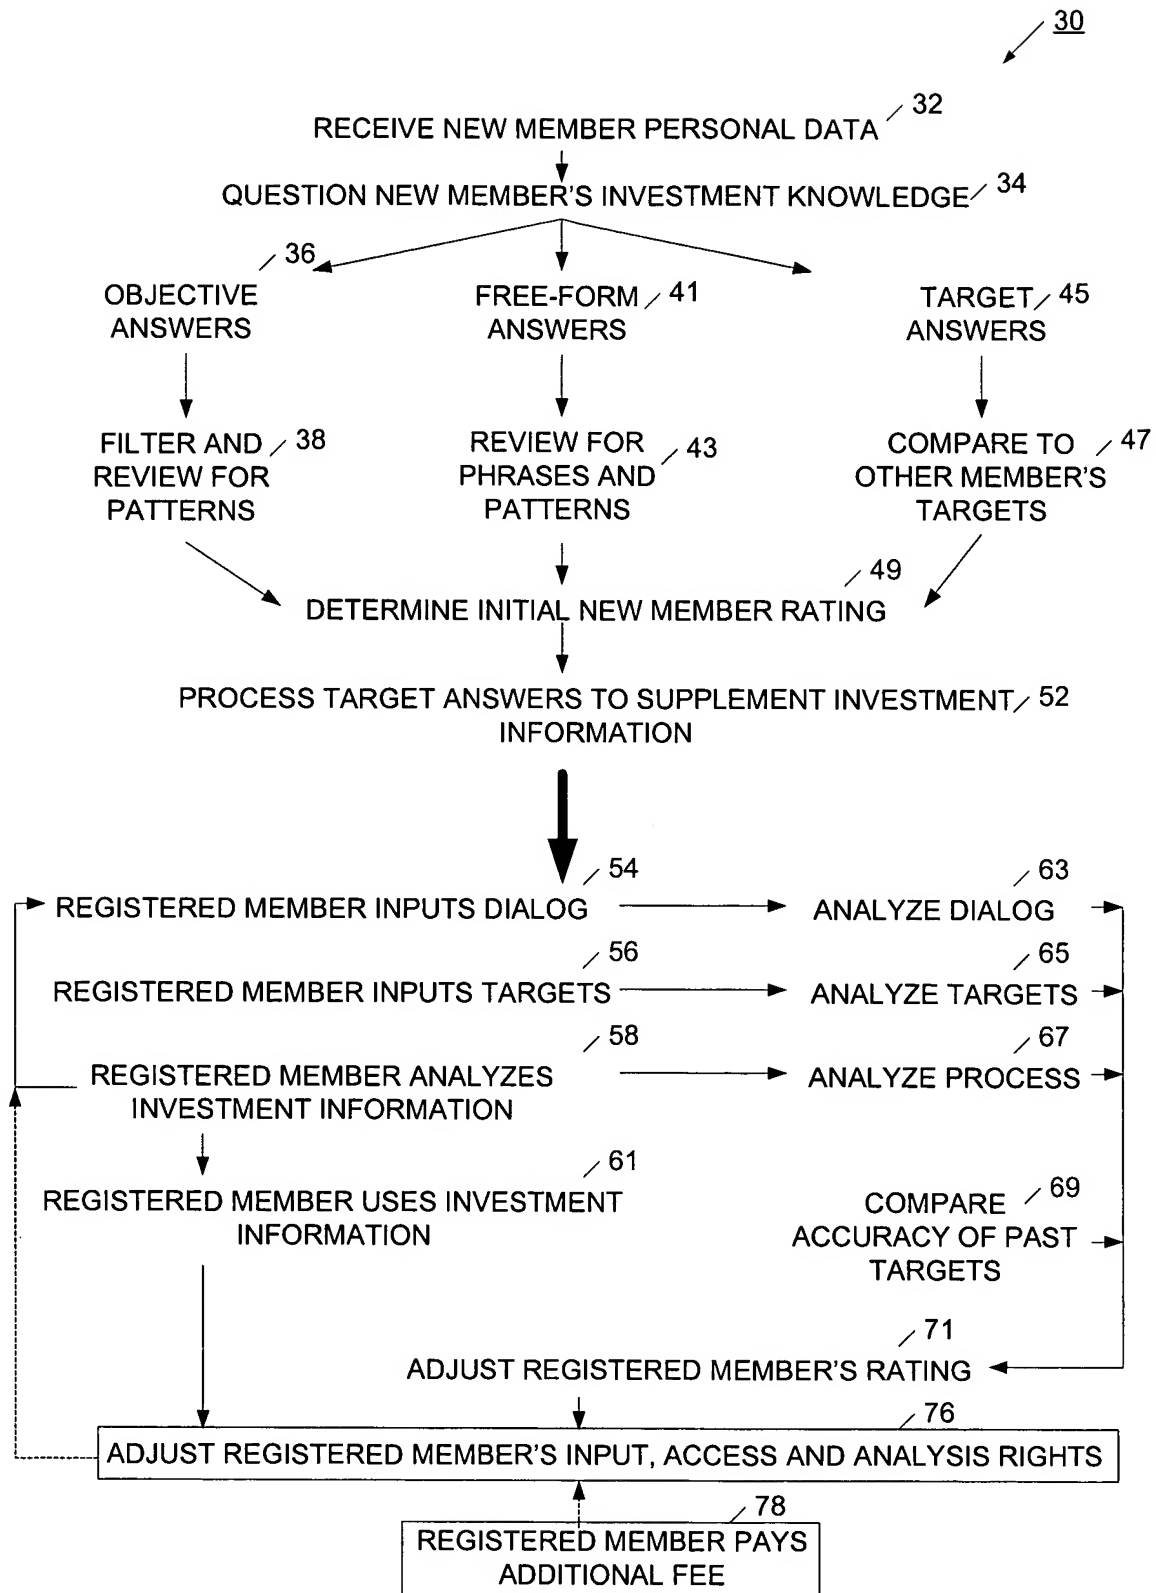 30
32
RECEIVE NEW MEMBER PERSONAL DATA
QUESTION NEW MEMBER'S INVESTMENT KNOWLEDGE 34
36
OBJECTIVE
ANSWERS
FREE-FORM 41
ANSWERS
TARGET 45
ANSWERS
FILTER AND 38
REVIEW FOR
PATTERNS
REVIEW FOR
PHRASES AND 43
PATTERNS
COMPARE TO 47
OTHER MEMBER'S
TARGETS
49
DETERMINE INITIAL NEW MEMBER RATING
PROCESS TARGET ANSWERS TO SUPPLEMENT INVESTMENT 52
INFORMATION
54
REGISTERED MEMBER INPUTS DIALOG
63
ANALYZE DIALOG
56
REGISTERED MEMBER INPUTS TARGETS
65
ANALYZE TARGETS
58
REGISTERED MEMBER ANALYZES
INVESTMENT INFORMATION
67
ANALYZE PROCESS
61
REGISTERED MEMBER USES INVESTMENT
INFORMATION
COMPARE 69
ACCURACY OF PAST
TARGETS
71
ADJUST REGISTERED MEMBER'S RATING
76
ADJUST REGISTERED MEMBER'S INPUT, ACCESS AND ANALYSIS RIGHTS
78
REGISTERED MEMBER PAYS
ADDITIONAL FEE